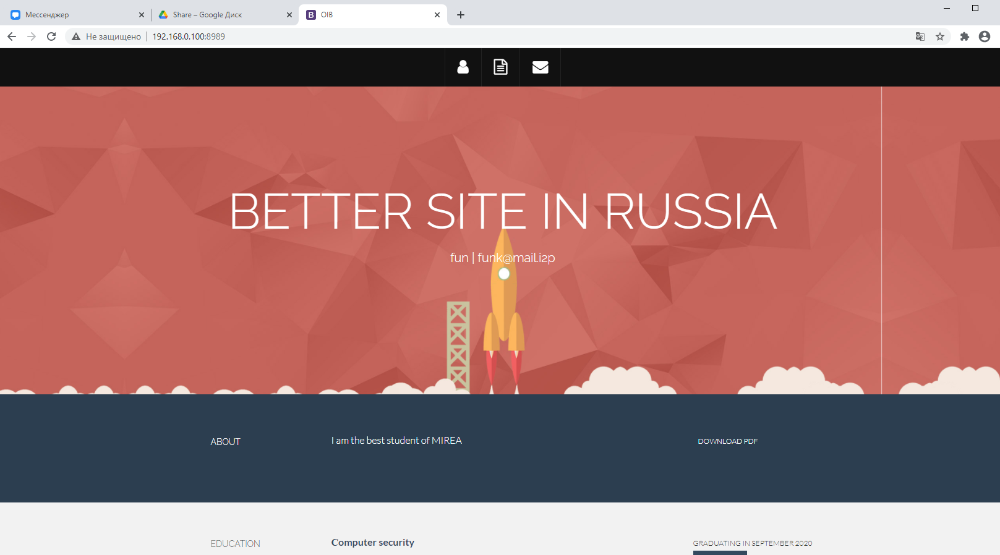 Мессенджер
Share – Google Диск
OIB
Не защищено
192.168.0.100:8989
BETTER SITE IN RUSSIA
fun | funk@mail.i2p
ABOUT
I am the best student of MIREA
DOWNLOAD PDF
EDUCATION
Computer security
GRADUATING IN SEPTEMBER 2020